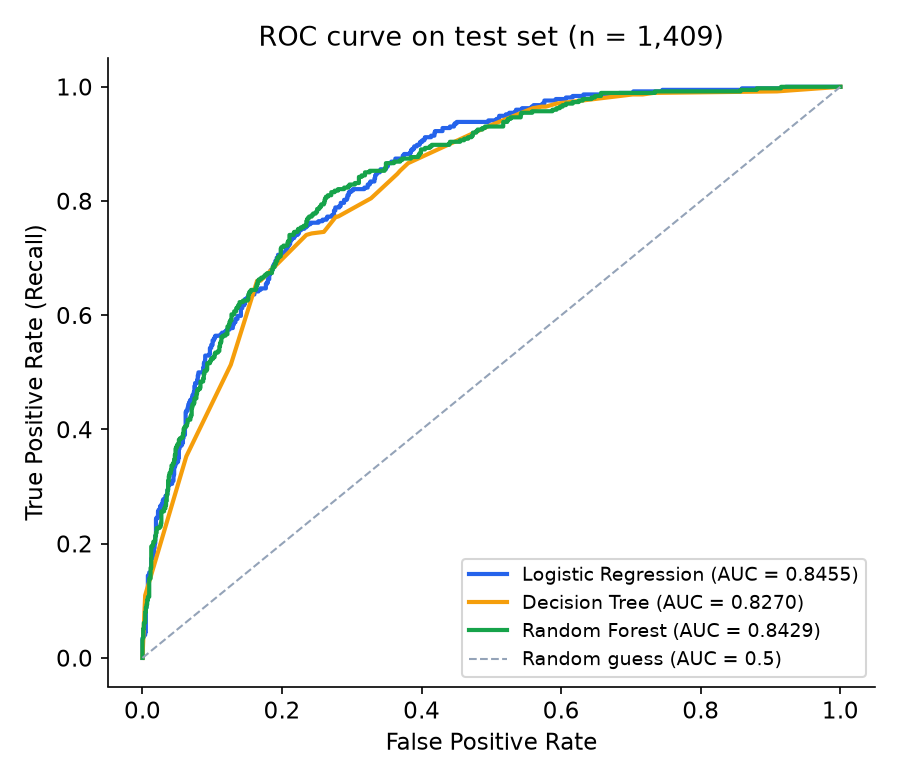 ROC curve on test set (n = 1,409)
True Positive Rate (Recall)
1.0
0.8
0.6
0.4
0.2
0.0
Logistic Regression (AUC = 0.8455)
Decision Tree (AUC = 0.8270)
Random Forest (AUC = 0.8429)
Random guess (AUC = 0.5)
0.0 0.2 0.4 0.6 0.8 1.0
False Positive Rate